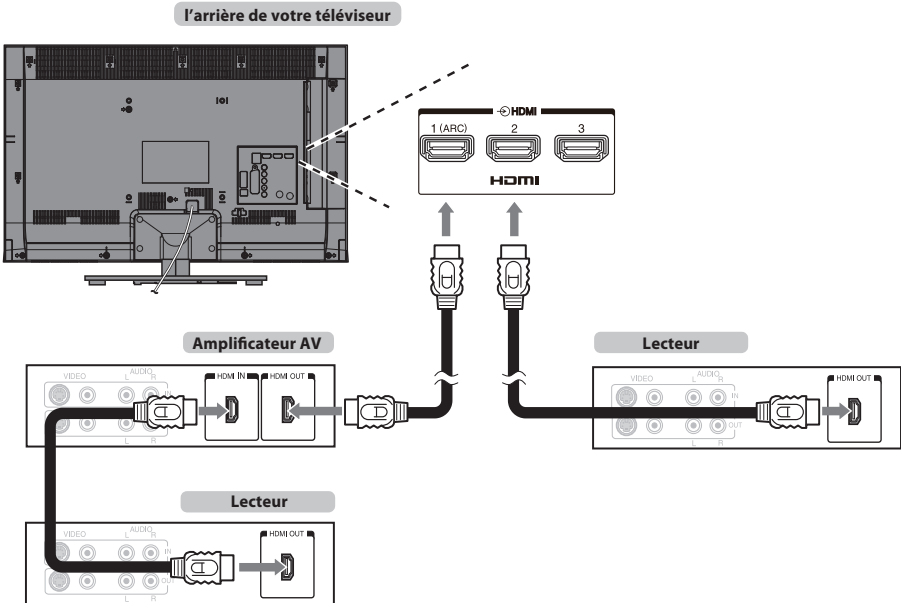 l'arrière de votre téléviseur
HDMI
1 (ARC) 2 3
HDMI
Amplificateur AV
VIDEO AUDIO L R HDMI IN HDMI OUT
IN
L R
Lecteur
VIDEO AUDIO L R HDMI OUT
IN
OUT
L R
Lecteur
VIDEO AUDIO L R HDMI OUT
IN
OUT
L R